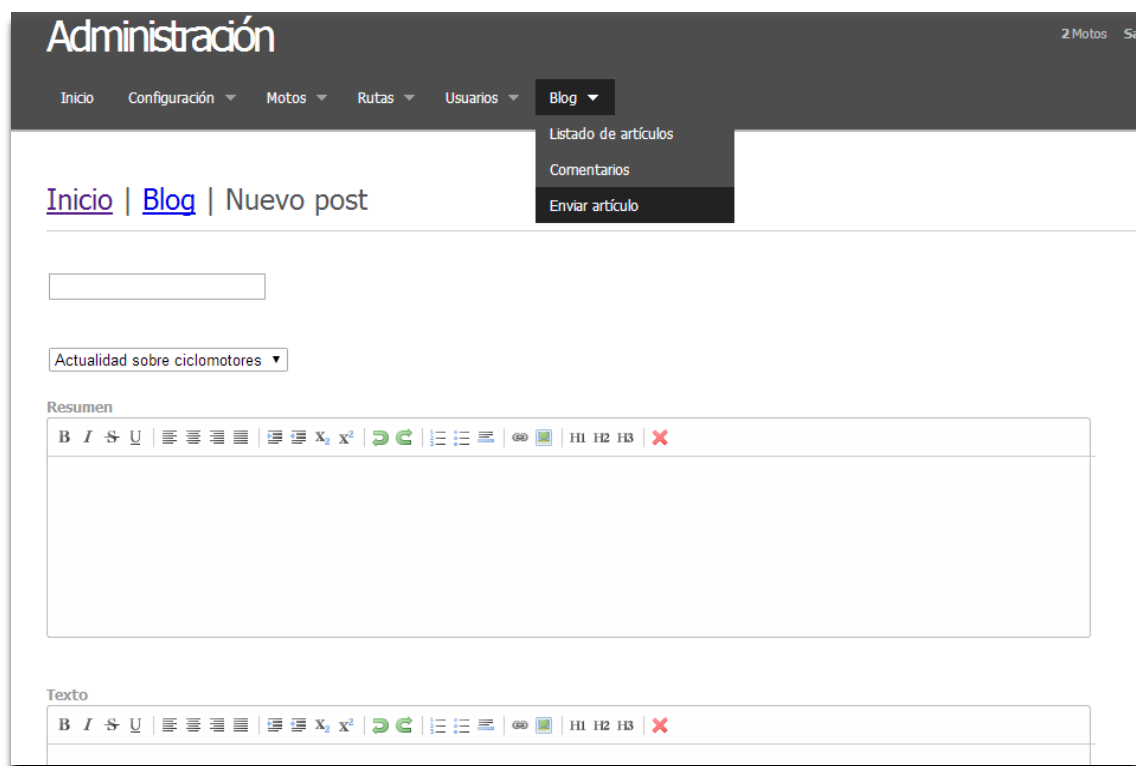 Administración
2 Motos Sa
Inicio Configuración Motos Rutas Usuarios Blog
Listado de artículos
Comentarios
Enviar artículo
Inicio | Blog | Nuevo post
Actualidad sobre ciclomotores
Resumen
B I S U X₂ X² H1 H2 H3
Texto
B I S U X₂ X² H1 H2 H3